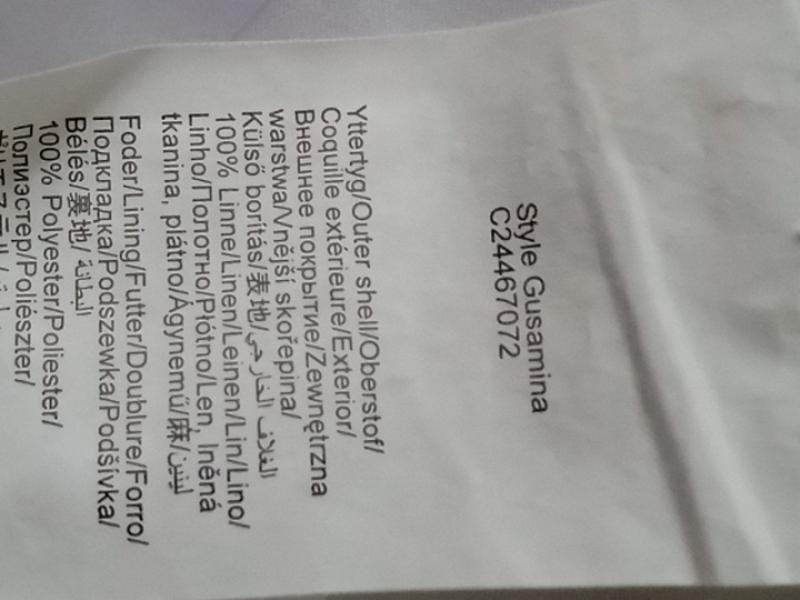 Style Gusamina
C24467072
Yttertyg/Outer shell/Oberstof/
Coquille extérieure/Exterior/
Внешнее покрытие/Zewnętrzna
warstwa/Vnější skořepina/
Külső borítás/表地/الغلاف الخارجي
100% Linne/Linen/Leinen/Lin/Lino/
Linho/Полотно/Płótno/Len, lněná
tkanina, plátno/Ágynemű/麻/لينين
Foder/Lining/Futter/Doublure/Forro/
Подкладка/Podszewka/Podšívka/
Bélés/裏地/البطانة
100% Polyester/Poliester/
Полиэстер/Poliészter/